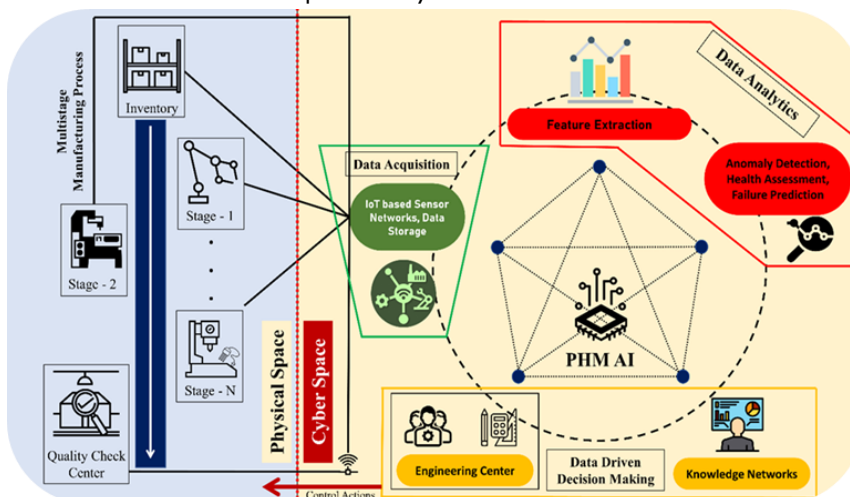 Multistage
Manufacturing Process
Inventory
Stage - 1
Stage - 2
Stage - N
Quality Check
Center
Physical Space
Cyber Space
Data Acquisition
IoT based Sensor
Networks, Data
Storage
Feature Extraction
Data Analytics
Anomaly Detection,
Health Assessment,
Failure Prediction
PHM AI
Engineering Center
Data Driven
Decision Making
Knowledge Networks
Control Actions